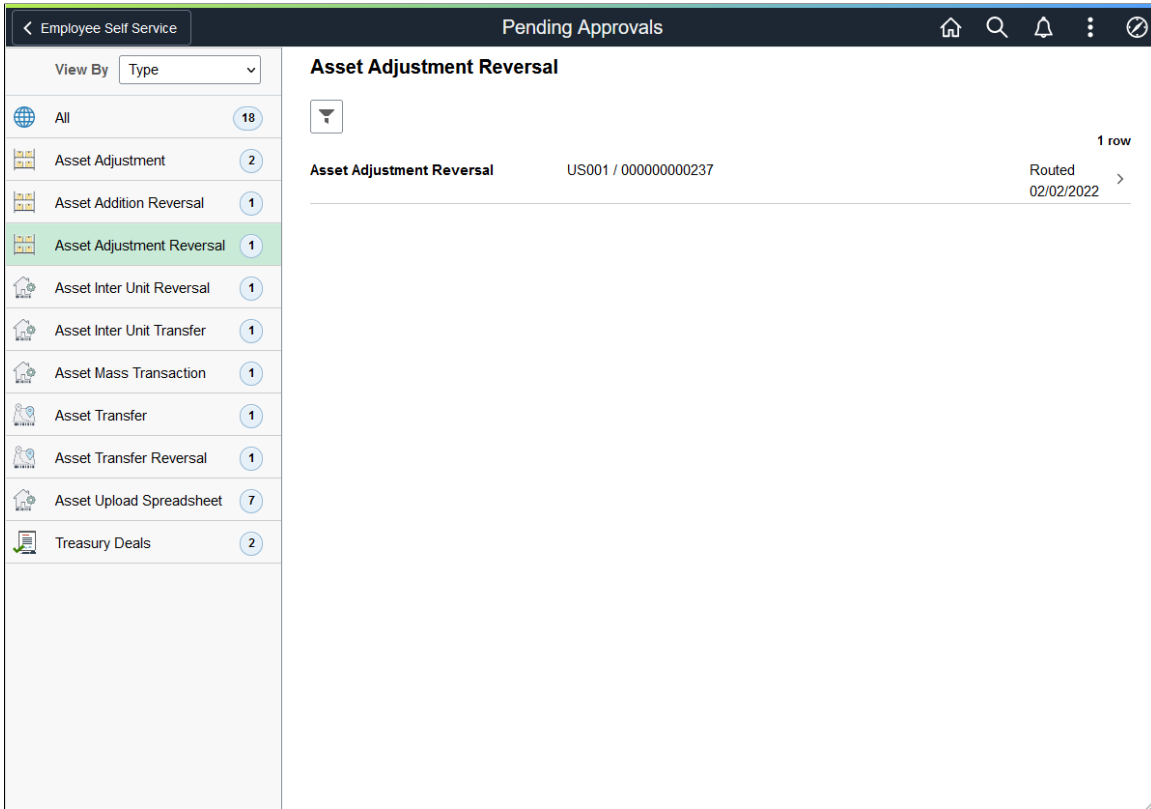 Employee Self Service
Pending Approvals
View By Type
All 18
Asset Adjustment 2
Asset Addition Reversal 1
Asset Adjustment Reversal 1
Asset Inter Unit Reversal 1
Asset Inter Unit Transfer 1
Asset Mass Transaction 1
Asset Transfer 1
Asset Transfer Reversal 1
Asset Upload Spreadsheet 7
Treasury Deals 2
Asset Adjustment Reversal
1 row
Asset Adjustment Reversal US001 / 000000000237 Routed
02/02/2022